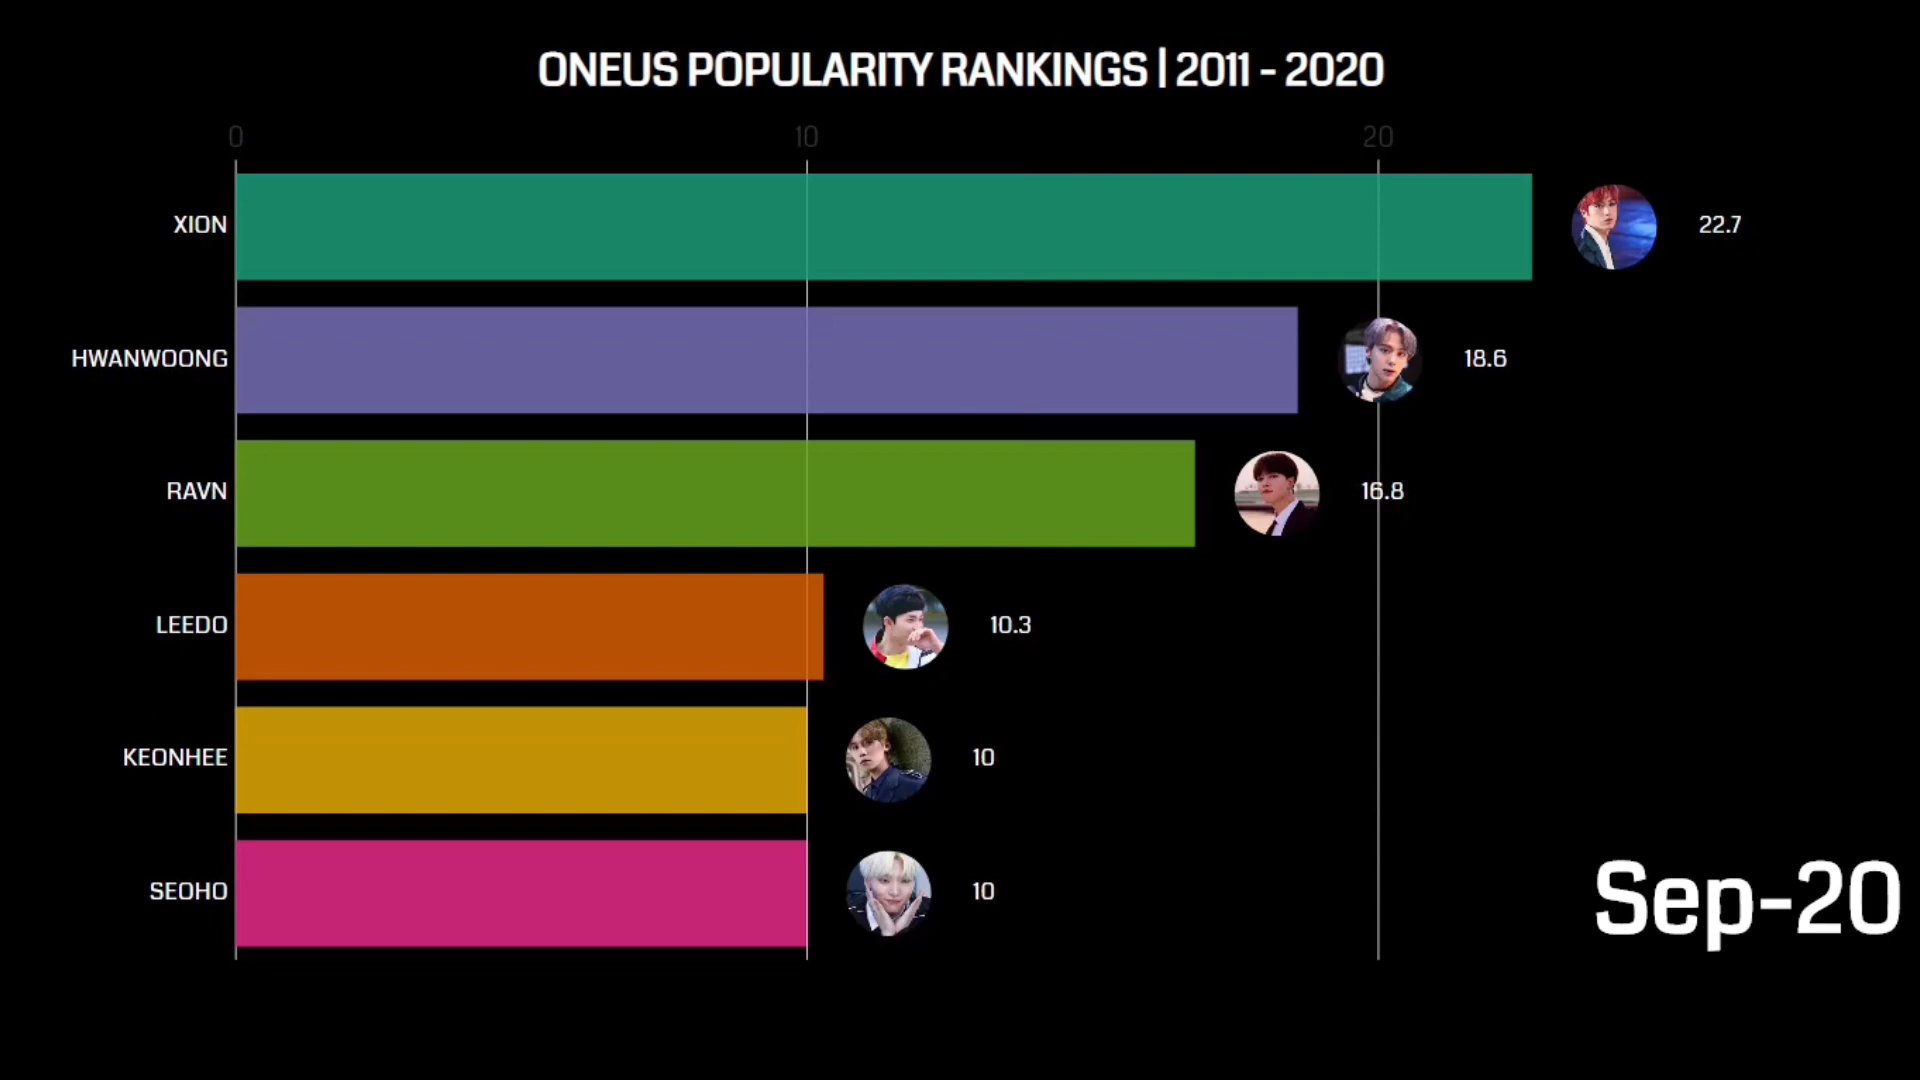 ONEUS POPULARITY RANKINGS | 2011 - 2020
0 10 20
XION 22.7
HWANWOONG 18.6
RAVN 16.8
LEEDO 10.3
KEONHEE 10
SEOHO 10
Sep-20